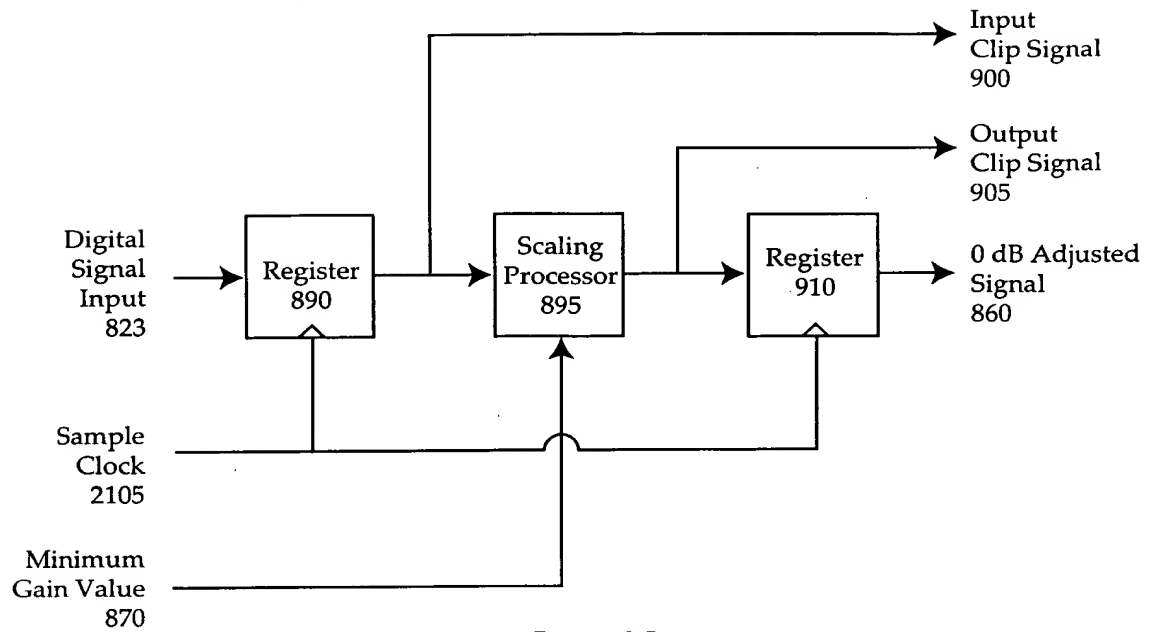 Input
Clip Signal
900
Output
Clip Signal
905
Digital
Signal
Input
823
Register
890
Scaling
Processor
895
Register
910
0 dB Adjusted
Signal
860
Sample
Clock
2105
Minimum
Gain Value
870